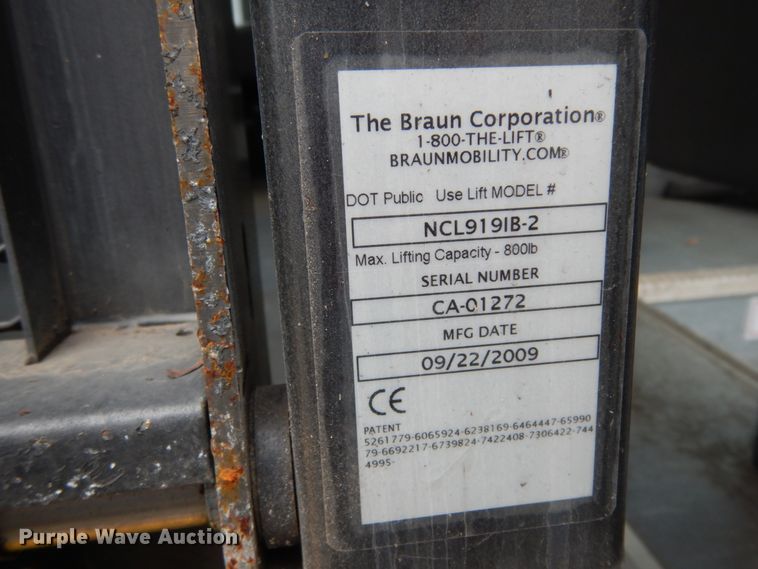 The Braun Corporation®
1-800-THE-LIFT®
BRAUNMOBILITY.COM®
DOT Public Use Lift MODEL #
NCL919IB-2
Max. Lifting Capacity - 800lb
SERIAL NUMBER
CA-01272
MFG DATE
09/22/2009
CE
PATENT
5261779-6065924-6238169-6464447-65990
79-6692217-6739824-7422408-7306422-744
4995-
Purple Wave Auction